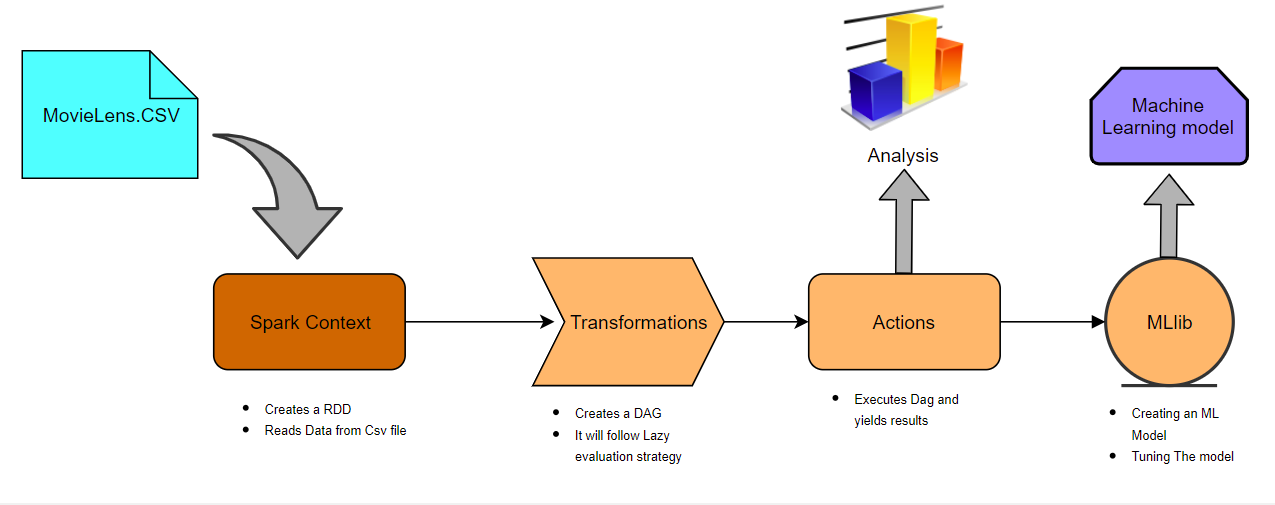 MovieLens.CSV
Analysis
Machine
Learning model
Spark Context
Transformations
Actions
MLlib
• Creates a RDD
• Reads Data from Csv file
• Creates a DAG
• It will follow Lazy
evaluation strategy
• Executes Dag and
yields results
• Creating an ML
Model
• Tuning The model